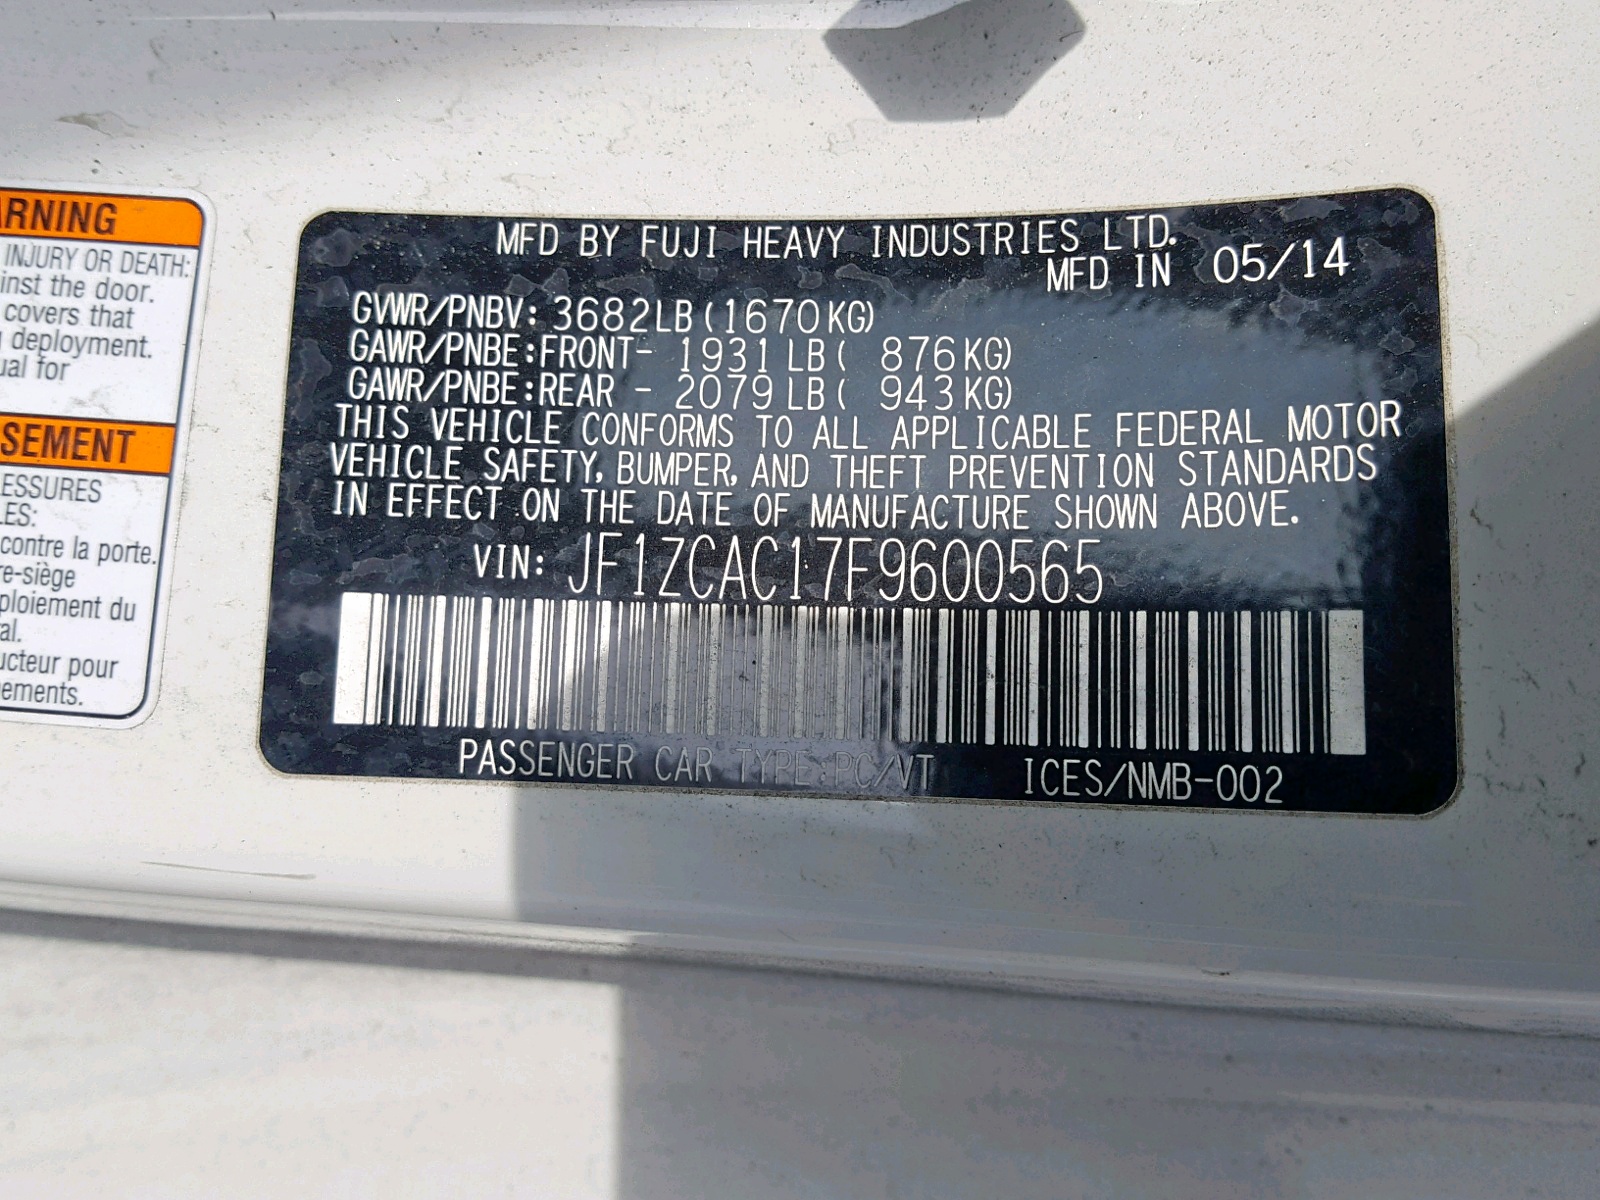 ARNING
INJURY OR DEATH:
inst the door.
covers that
deployment.
ual for
SEMENT
ESSURES
LES:
contre la porte.
re-siège
ploiement du
al.
ucteur pour
ements.
MFD BY FUJI HEAVY INDUSTRIES LTD.
MFD IN 05/14
GVWR/PNBV: 3682LB (1670KG)
GAWR/PNBE:FRONT- 1931LB( 876KG)
GAWR/PNBE:REAR - 2079LB( 943KG)
THIS VEHICLE CONFORMS TO ALL APPLICABLE FEDERAL MOTOR
VEHICLE SAFETY, BUMPER, AND THEFT PREVENTION STANDARDS
IN EFFECT ON THE DATE OF MANUFACTURE SHOWN ABOVE.
VIN: JF1ZCAC17F9600565
PASSENGER CAR TYPE:PC/VT ICES/NMB-002